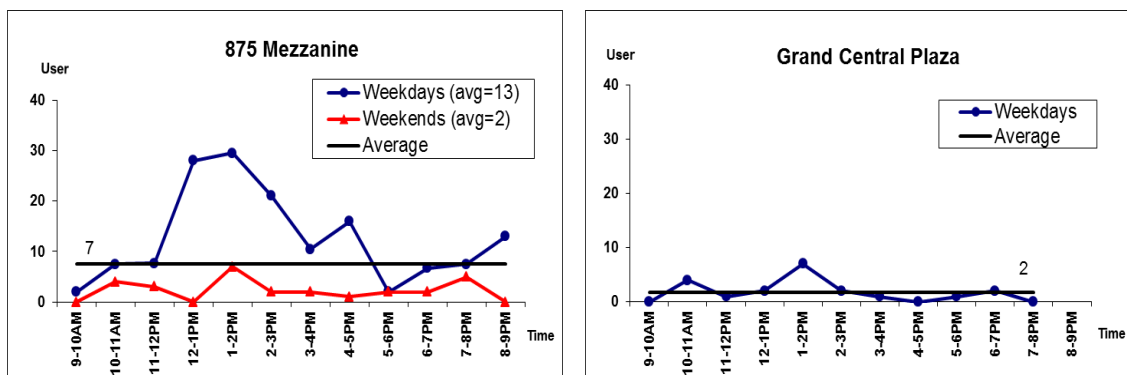 875 Mezzanine
User
Weekdays (avg=13)
Weekends (avg=2)
Average
40
30
20
10
0
7
9-10AM
10-11AM
11-12PM
12-1PM
1-2PM
2-3PM
3-4PM
4-5PM
5-6PM
6-7PM
7-8PM
8-9PM
Time
Grand Central Plaza
User
Weekdays
Average
40
30
20
10
0
2
9-10AM
10-11AM
11-12PM
12-1PM
1-2PM
2-3PM
3-4PM
4-5PM
5-6PM
6-7PM
7-8PM
8-9PM
Time